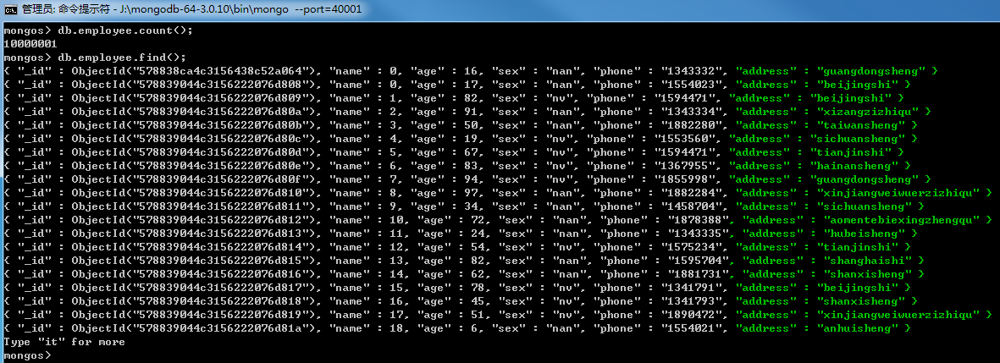 管理员: 命令提示符 - J:\mongodb-64-3.0.10\bin\mongo  --port=40001
mongos> db.employee.count();
10000001
mongos> db.employee.find();
{ "_id" : ObjectId("578838ca4c3156438c52a064"), "name" : 0, "age" : 16, "sex" : "nan", "phone" : "1343332", "address" : "guangdongsheng" }
{ "_id" : ObjectId("578839044c3156222076d808"), "name" : 0, "age" : 17, "sex" : "nan", "phone" : "1554023", "address" : "beijingshi" }
{ "_id" : ObjectId("578839044c3156222076d809"), "name" : 1, "age" : 82, "sex" : "nv", "phone" : "1594471", "address" : "beijingshi" }
{ "_id" : ObjectId("578839044c3156222076d80a"), "name" : 2, "age" : 91, "sex" : "nan", "phone" : "1343334", "address" : "xizangzizhiqu" }
{ "_id" : ObjectId("578839044c3156222076d80b"), "name" : 3, "age" : 50, "sex" : "nan", "phone" : "1882280", "address" : "taiwansheng" }
{ "_id" : ObjectId("578839044c3156222076d80c"), "name" : 4, "age" : 19, "sex" : "nv", "phone" : "1553560", "address" : "sichuansheng" }
{ "_id" : ObjectId("578839044c3156222076d80d"), "name" : 5, "age" : 67, "sex" : "nv", "phone" : "1594471", "address" : "tianjinshi" }
{ "_id" : ObjectId("578839044c3156222076d80e"), "name" : 6, "age" : 83, "sex" : "nv", "phone" : "1367955", "address" : "hainansheng" }
{ "_id" : ObjectId("578839044c3156222076d80f"), "name" : 7, "age" : 94, "sex" : "nv", "phone" : "1855998", "address" : "guangdongsheng" }
{ "_id" : ObjectId("578839044c3156222076d810"), "name" : 8, "age" : 97, "sex" : "nan", "phone" : "1882284", "address" : "xinjiangweiwuerzizhiqu" }
{ "_id" : ObjectId("578839044c3156222076d811"), "name" : 9, "age" : 34, "sex" : "nan", "phone" : "1458704", "address" : "sichuansheng" }
{ "_id" : ObjectId("578839044c3156222076d812"), "name" : 10, "age" : 72, "sex" : "nan", "phone" : "1878388", "address" : "aomentebiexingzhengqu" }
{ "_id" : ObjectId("578839044c3156222076d813"), "name" : 11, "age" : 24, "sex" : "nan", "phone" : "1343335", "address" : "hubeisheng" }
{ "_id" : ObjectId("578839044c3156222076d814"), "name" : 12, "age" : 54, "sex" : "nv", "phone" : "1575234", "address" : "tianjinshi" }
{ "_id" : ObjectId("578839044c3156222076d815"), "name" : 13, "age" : 82, "sex" : "nan", "phone" : "1595704", "address" : "shanghaishi" }
{ "_id" : ObjectId("578839044c3156222076d816"), "name" : 14, "age" : 62, "sex" : "nan", "phone" : "1881731", "address" : "shanxisheng" }
{ "_id" : ObjectId("578839044c3156222076d817"), "name" : 15, "age" : 78, "sex" : "nv", "phone" : "1341791", "address" : "beijingshi" }
{ "_id" : ObjectId("578839044c3156222076d818"), "name" : 16, "age" : 45, "sex" : "nv", "phone" : "1341793", "address" : "shanxisheng" }
{ "_id" : ObjectId("578839044c3156222076d819"), "name" : 17, "age" : 51, "sex" : "nv", "phone" : "1890472", "address" : "xinjiangweiwuerzizhiqu" }
{ "_id" : ObjectId("578839044c3156222076d81a"), "name" : 18, "age" : 6, "sex" : "nan", "phone" : "1554021", "address" : "anhuisheng" }
Type "it" for more
mongos>